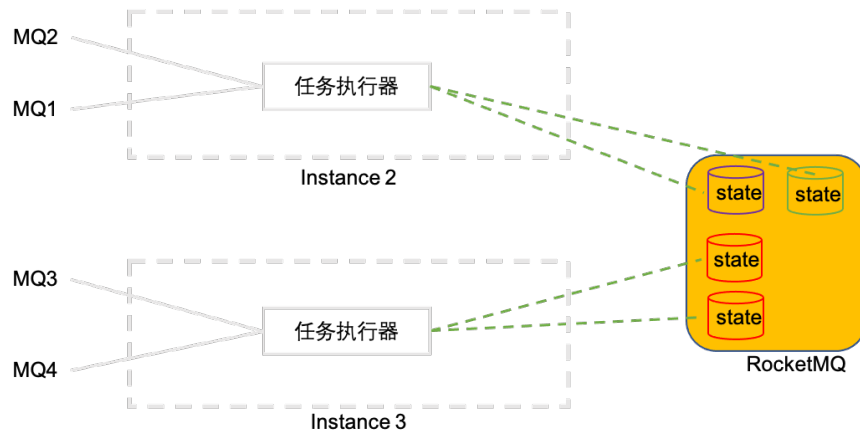 MQ2
任务执行器
MQ1
Instance 2
state
state
state
state
RocketMQ
MQ3
任务执行器
MQ4
Instance 3